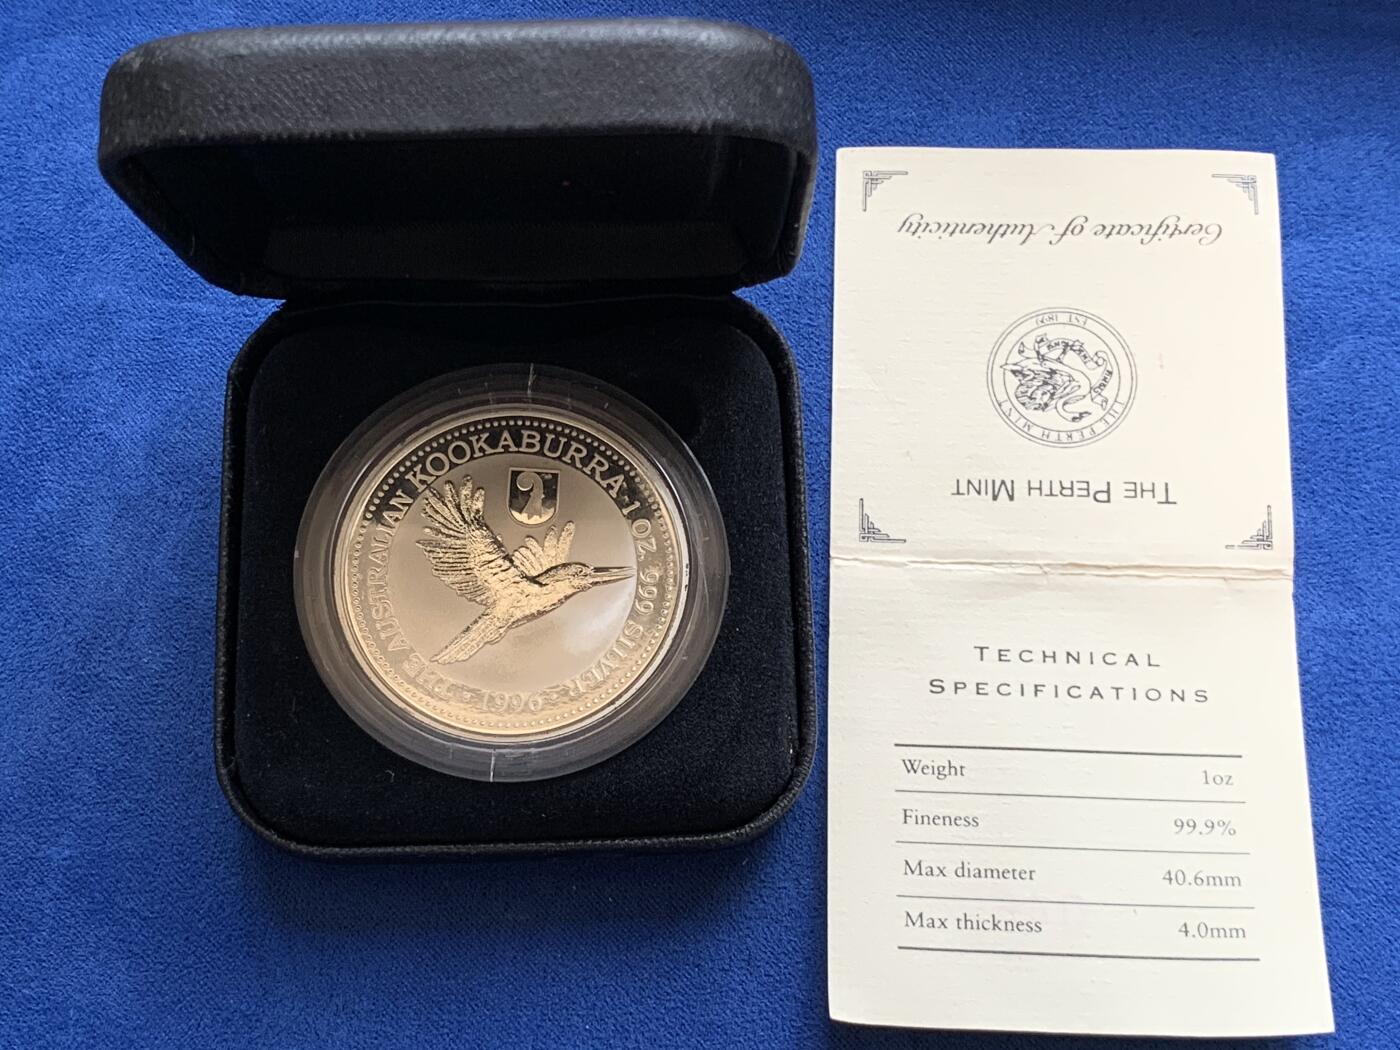 THE AUSTRALIAN KOOKABURRA · 1 OZ 999 SILVER · 1996 ·
Certificate of Authenticity
EST 1899
THE PERTH MINT
THE PERTH MINT
TECHNICAL
SPECIFICATIONS
Weight 1oz
Fineness 99.9%
Max diameter 40.6mm
Max thickness 4.0mm